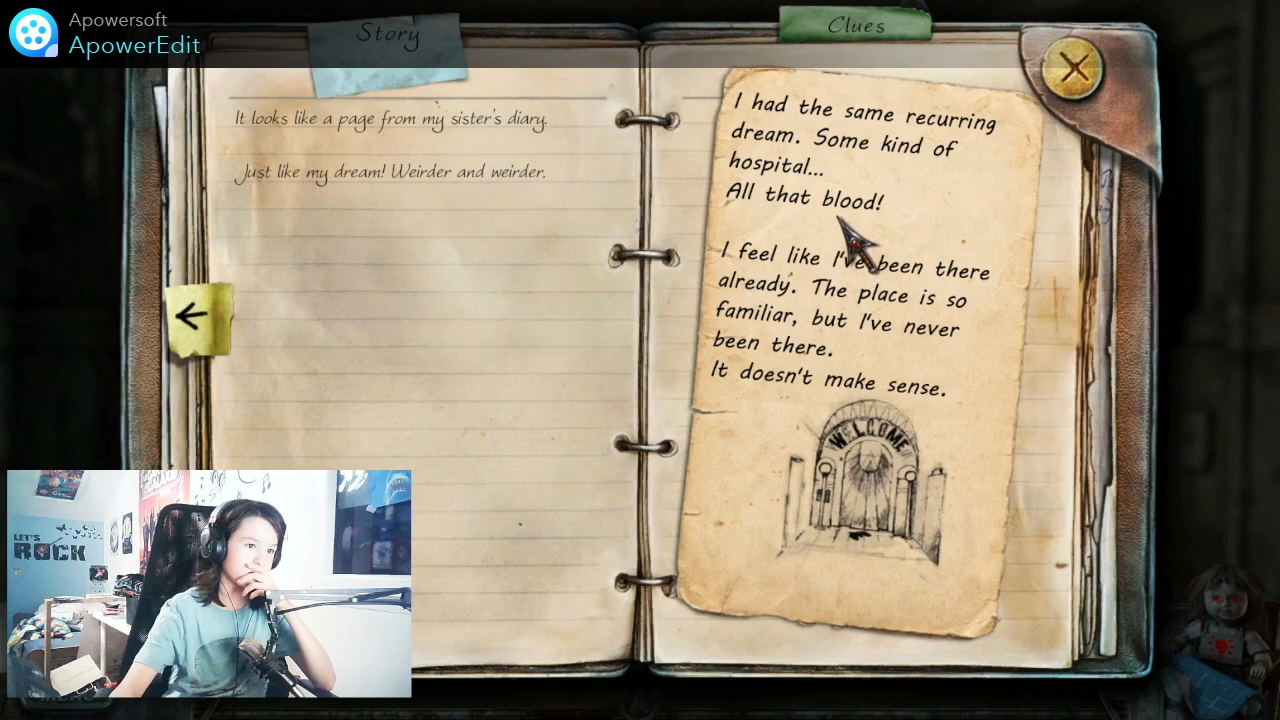 Apowersoft
ApowerEdit
Story
Clues
It looks like a page from my sister's diary.
Just like my dream! Weirder and weirder.
I had the same recurring
dream. Some kind of
hospital...
All that blood!
I feel like I've been there
already. The place is so
familiar, but I've never
been there.
It doesn't make sense.
WELCOME
LET'S
ROCK